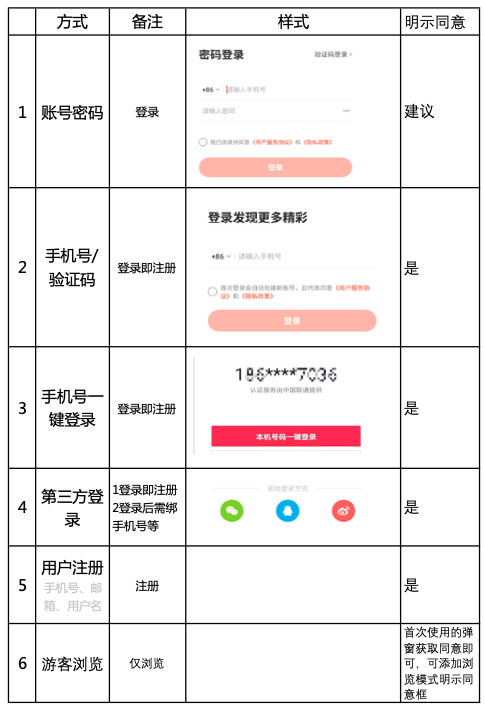 方式 备注 样式 明示同意
1 账号密码 登录 建议
密码登录 验证码登录 >
+86 请输入手机号
请输入密码
我已阅读并同意《用户服务协议》和《隐私政策》
登录
2 手机号/
验证码 登录即注册 是
登录发现更多精彩
+86 请输入手机号
首次登录会自动创建新账号，且代表同意《用户服务协
议》和《隐私政策》
登录
3 手机号一
键登录 登录即注册 是
186****7036
认证服务由中国联通提供
本机号码一键登录
4 第三方登
录 1登录即注册
2登录后需绑
手机号等 是
其他登录方式
5 用户注册
手机号、邮
箱、用户名 注册 是
6 游客浏览 仅浏览 首次使用的弹
窗获取同意即
可，可添加浏
览模式明示同
意框